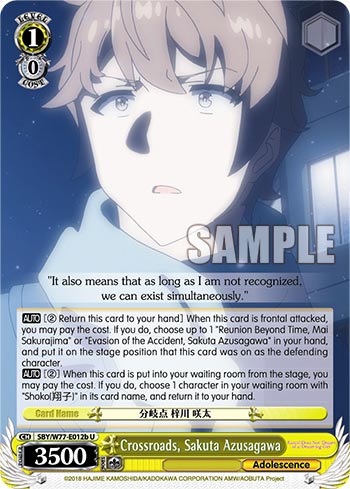 LEVEL
1
0
COST
SAMPLE
"It also means that as long as I am not recognized,
we can exist simultaneously."
AUTO [② Return this card to your hand] When this card is frontal attacked,
you may pay the cost. If you do, choose up to 1 "Reunion Beyond Time, Mai
Sakurajima" or "Evasion of the Accident, Sakuta Azusagawa" in your hand,
and put it on the stage position that this card was on as the defending
character.
AUTO [②] When this card is put into your waiting room from the stage, you
may pay the cost. If you do, choose 1 character in your waiting room with
"Shoko(翔子)" in its card name, and return it to your hand.
Card Name
分岐点 梓川 咲太
CH SBY/W77-E012b U
Crossroads, Sakuta Azusagawa
3500
Adolescence
©2018 HAJIME KAMOSHIDA/KADOKAWA CORPORATION AMW/AOBUTA Project